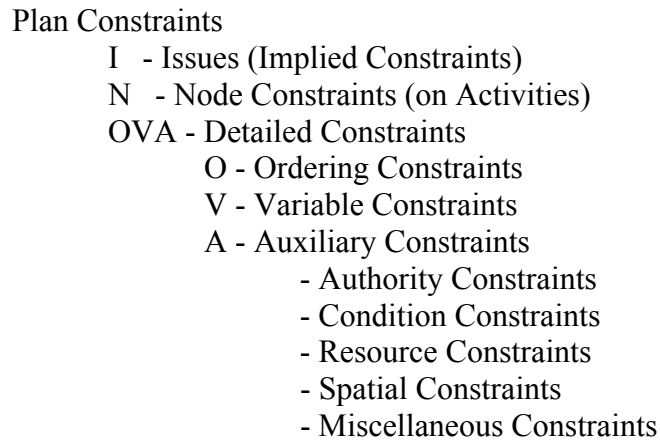 Plan Constraints
I - Issues (Implied Constraints)
N - Node Constraints (on Activities)
OVA - Detailed Constraints
O - Ordering Constraints
V - Variable Constraints
A - Auxiliary Constraints
- Authority Constraints
- Condition Constraints
- Resource Constraints
- Spatial Constraints
- Miscellaneous Constraints